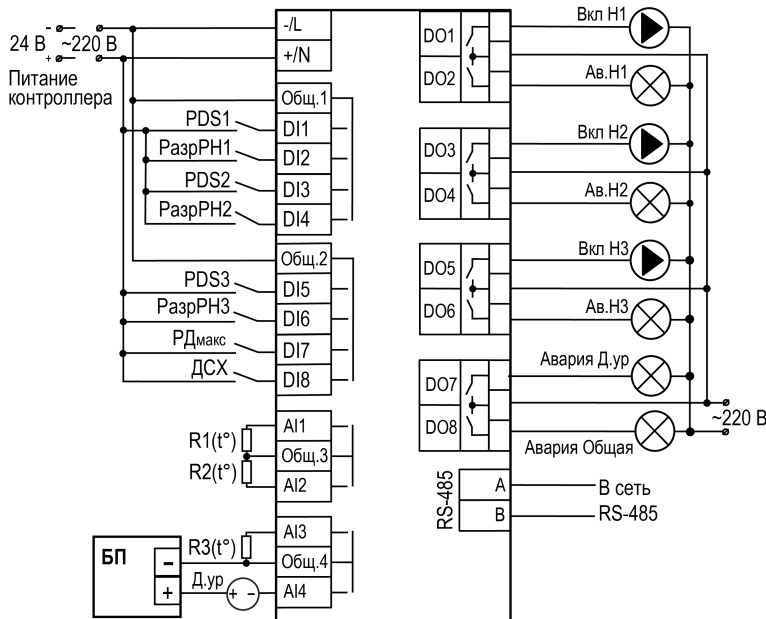 - -/L
24 В ~220 В
+ +/N
Питание
контроллера
Общ.1
PDS1 DI1
РазрРН1 DI2
PDS2 DI3
РазрРН2 DI4
Общ.2
PDS3 DI5
РазрРН3 DI6
РДмакс DI7
ДСХ DI8
AI1
R1(t°)
Общ.3
R2(t°)
AI2
AI3
R3(t°)
Общ.4
БП
-
+
Д.ур
+ -
AI4
DO1 Вкл Н1
DO2 Ав.Н1
DO3 Вкл Н2
DO4 Ав.Н2
DO5 Вкл Н3
DO6 Ав.Н3
DO7 Авария Д.ур
~220 В
DO8 Авария Общая
RS-485
A В сеть
B RS-485